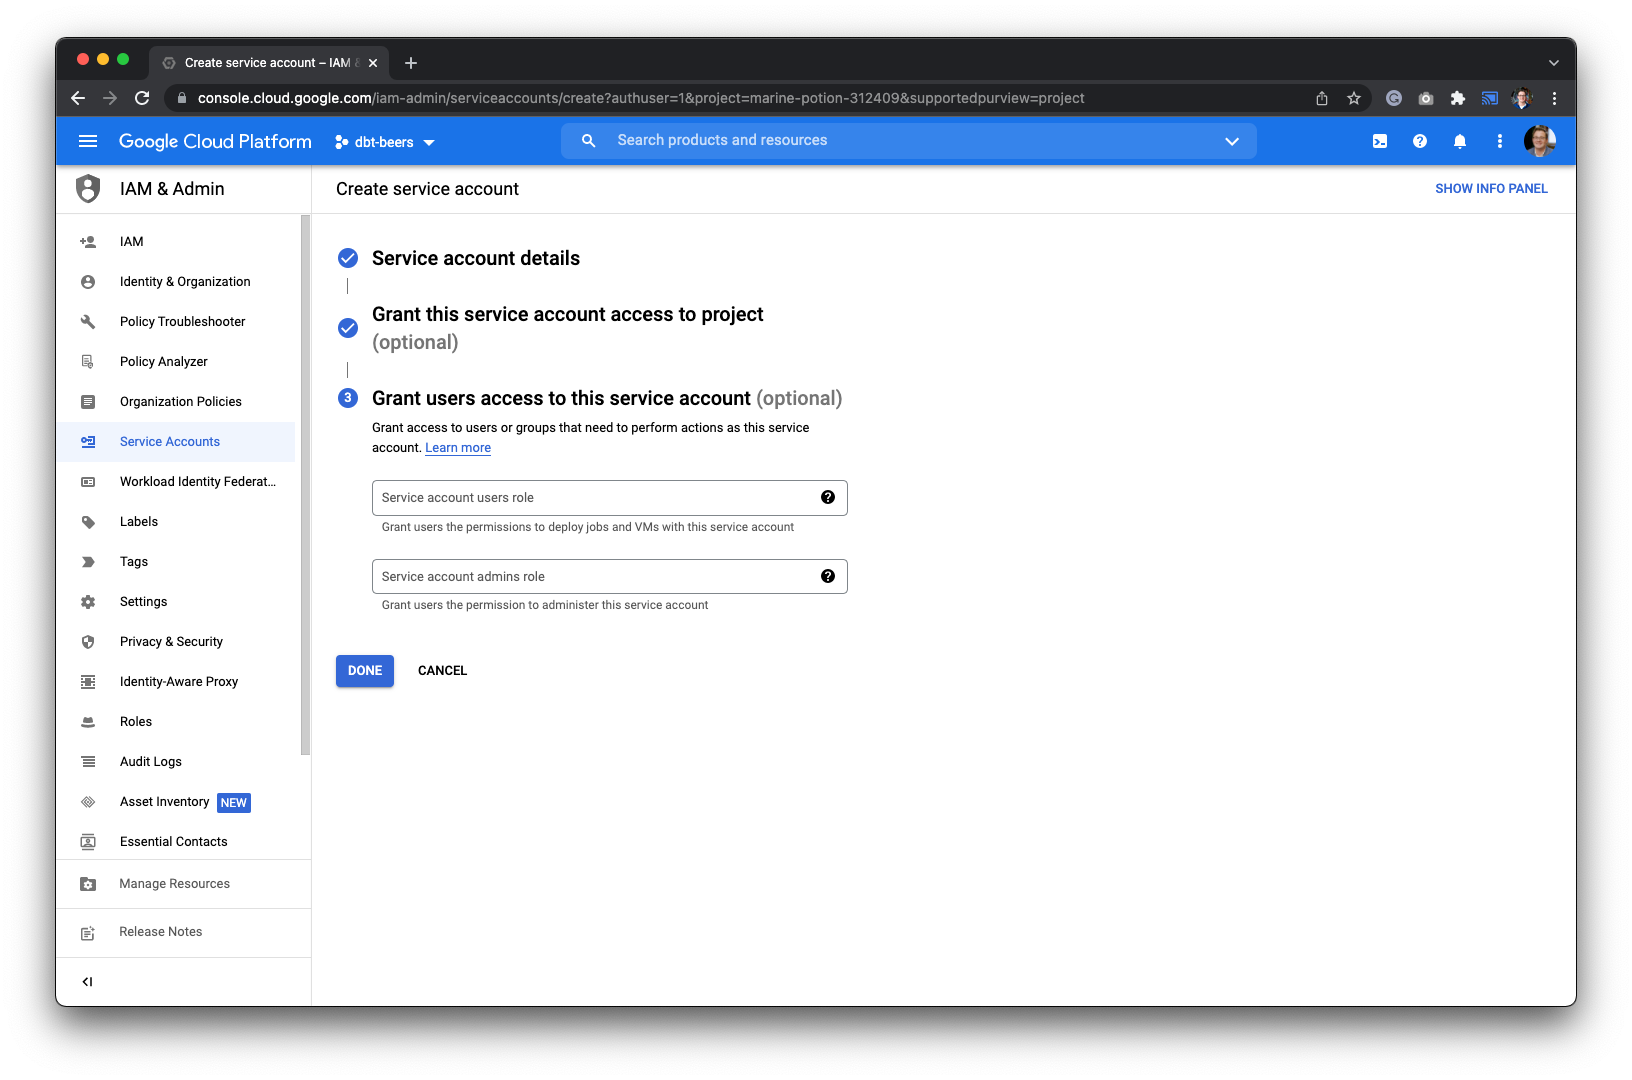 Create service account – IAM &
console.cloud.google.com/iam-admin/serviceaccounts/create?authuser=1&project=marine-potion-312409&supportedpurview=project
Google Cloud Platform
dbt-beers
Search products and resources
IAM & Admin
Create service account
SHOW INFO PANEL
IAM
Identity & Organization
Policy Troubleshooter
Policy Analyzer
Organization Policies
Service Accounts
Workload Identity Federat...
Labels
Tags
Settings
Privacy & Security
Identity-Aware Proxy
Roles
Audit Logs
Asset Inventory NEW
Essential Contacts
Manage Resources
Release Notes
Service account details
Grant this service account access to project
(optional)
3 Grant users access to this service account (optional)
Grant access to users or groups that need to perform actions as this service
account. Learn more
Service account users role
Grant users the permissions to deploy jobs and VMs with this service account
Service account admins role
Grant users the permission to administer this service account
DONE CANCEL